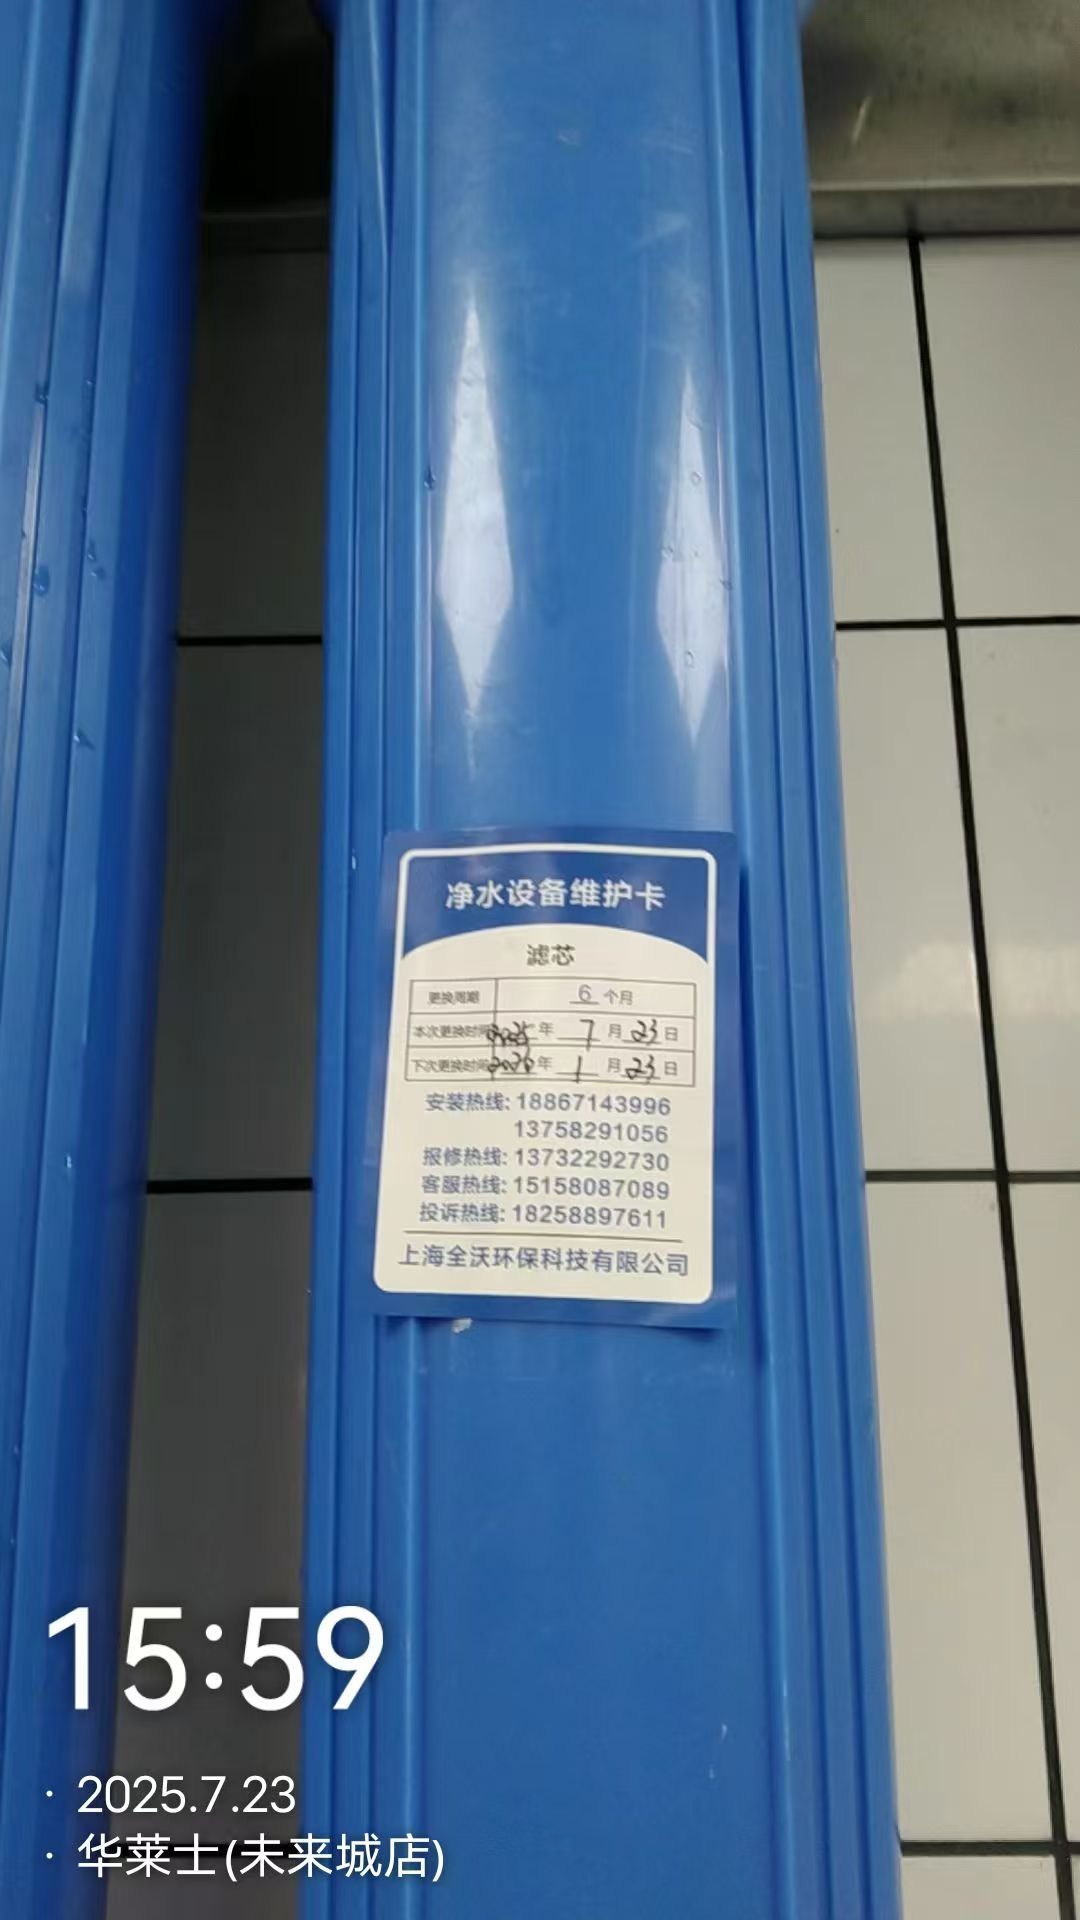 净水设备维护卡
滤芯
更换周期 6 个月
本次更换时间 2025 年 7 月 23 日
下次更换时间 2026 年 1 月 23 日
安装热线: 18867143996
13758291056
报修热线: 13732292730
客服热线: 15158087089
投诉热线: 18258897611
上海全沃环保科技有限公司
15:59
· 2025.7.23
· 华莱士(未来城店)